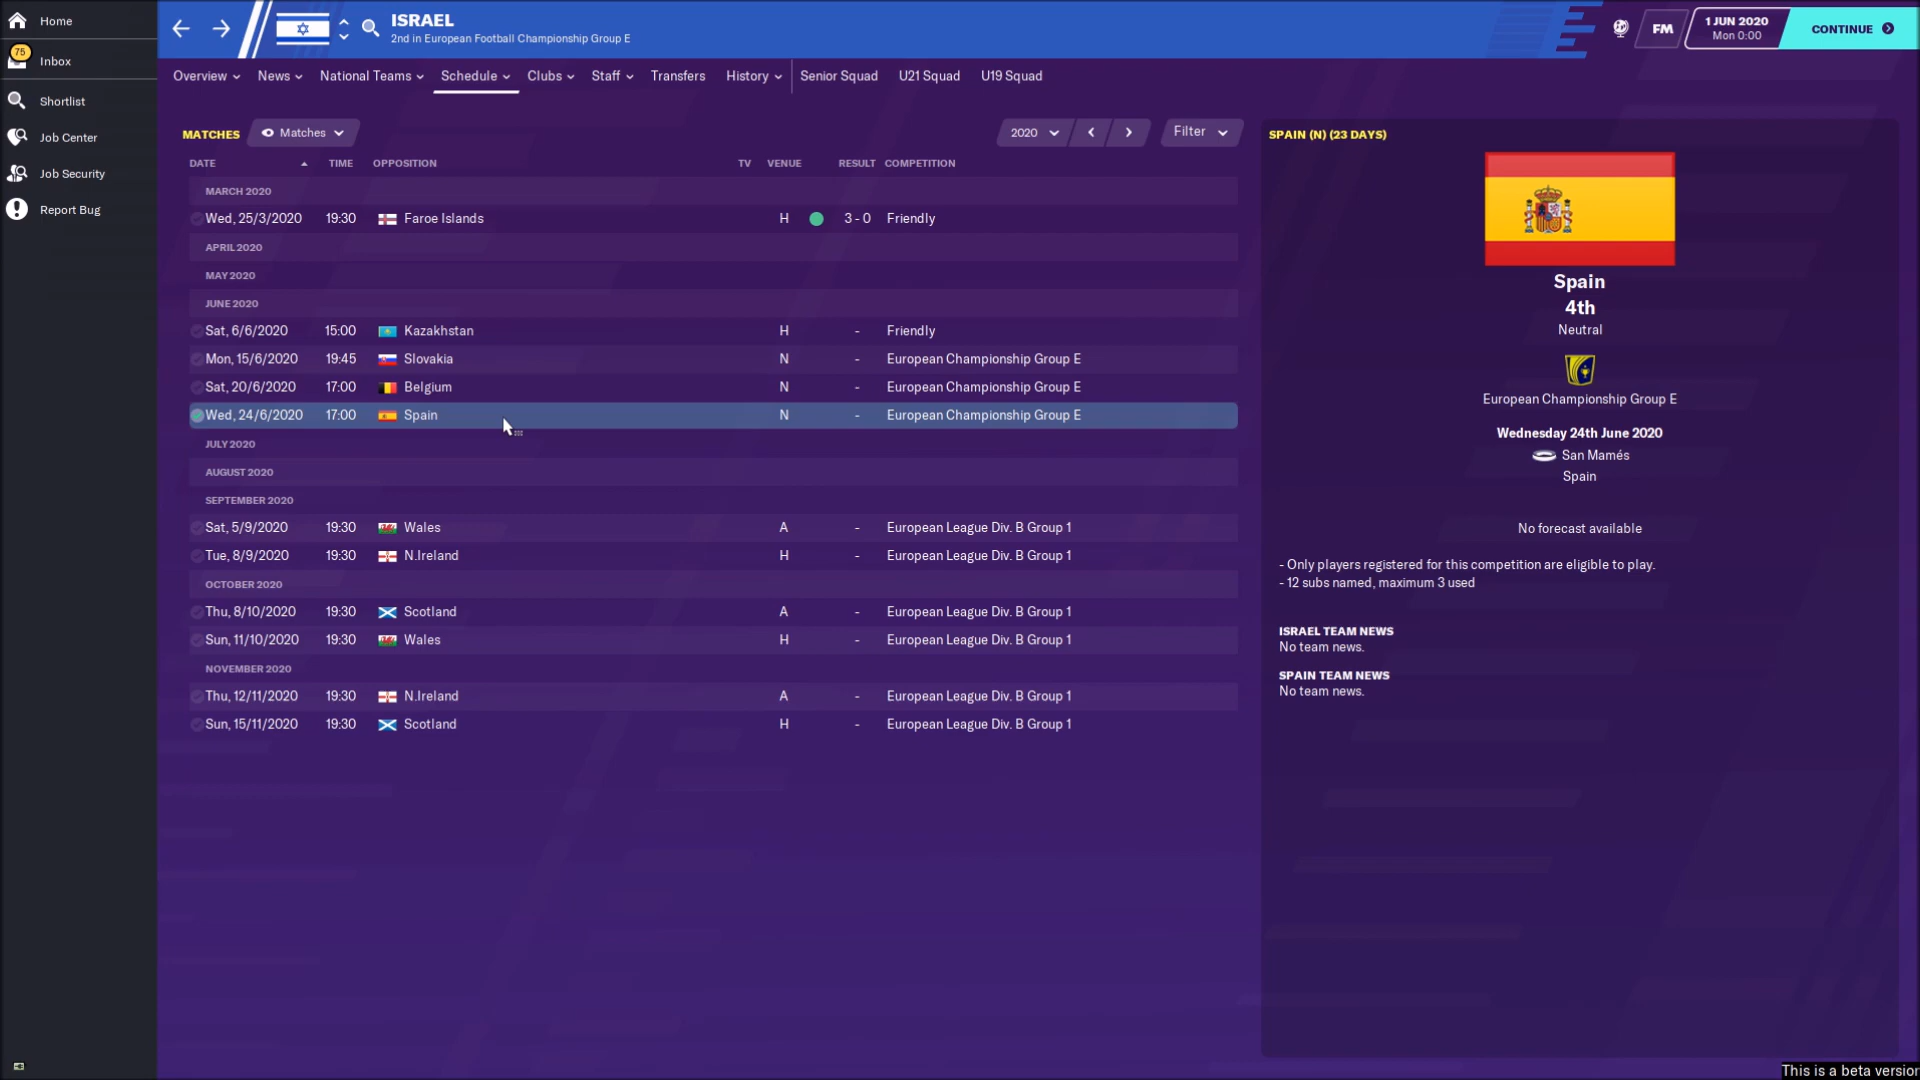 Home
75
Inbox
Shortlist
Job Center
Job Security
Report Bug
ISRAEL
2nd in European Football Championship Group E
FM
1 JUN 2020
Mon 0:00
CONTINUE
Overview News National Teams Schedule Clubs Staff Transfers History Senior Squad U21 Squad U19 Squad
MATCHES Matches 2020 Filter
DATE TIME OPPOSITION TV VENUE RESULT COMPETITION
MARCH 2020
Wed, 25/3/2020 19:30 Faroe Islands H 3 - 0 Friendly
APRIL 2020
MAY 2020
JUNE 2020
Sat, 6/6/2020 15:00 Kazakhstan H - Friendly
Mon, 15/6/2020 19:45 Slovakia N - European Championship Group E
Sat, 20/6/2020 17:00 Belgium N - European Championship Group E
Wed, 24/6/2020 17:00 Spain N - European Championship Group E
JULY 2020
AUGUST 2020
SEPTEMBER 2020
Sat, 5/9/2020 19:30 Wales A - European League Div. B Group 1
Tue, 8/9/2020 19:30 N.Ireland H - European League Div. B Group 1
OCTOBER 2020
Thu, 8/10/2020 19:30 Scotland A - European League Div. B Group 1
Sun, 11/10/2020 19:30 Wales H - European League Div. B Group 1
NOVEMBER 2020
Thu, 12/11/2020 19:30 N.Ireland A - European League Div. B Group 1
Sun, 15/11/2020 19:30 Scotland H - European League Div. B Group 1
SPAIN (N) (23 DAYS)
Spain
4th
Neutral
European Championship Group E
Wednesday 24th June 2020
San Mamés
Spain
No forecast available
- Only players registered for this competition are eligible to play.
- 12 subs named, maximum 3 used
ISRAEL TEAM NEWS
No team news.
SPAIN TEAM NEWS
No team news.
This is a beta version